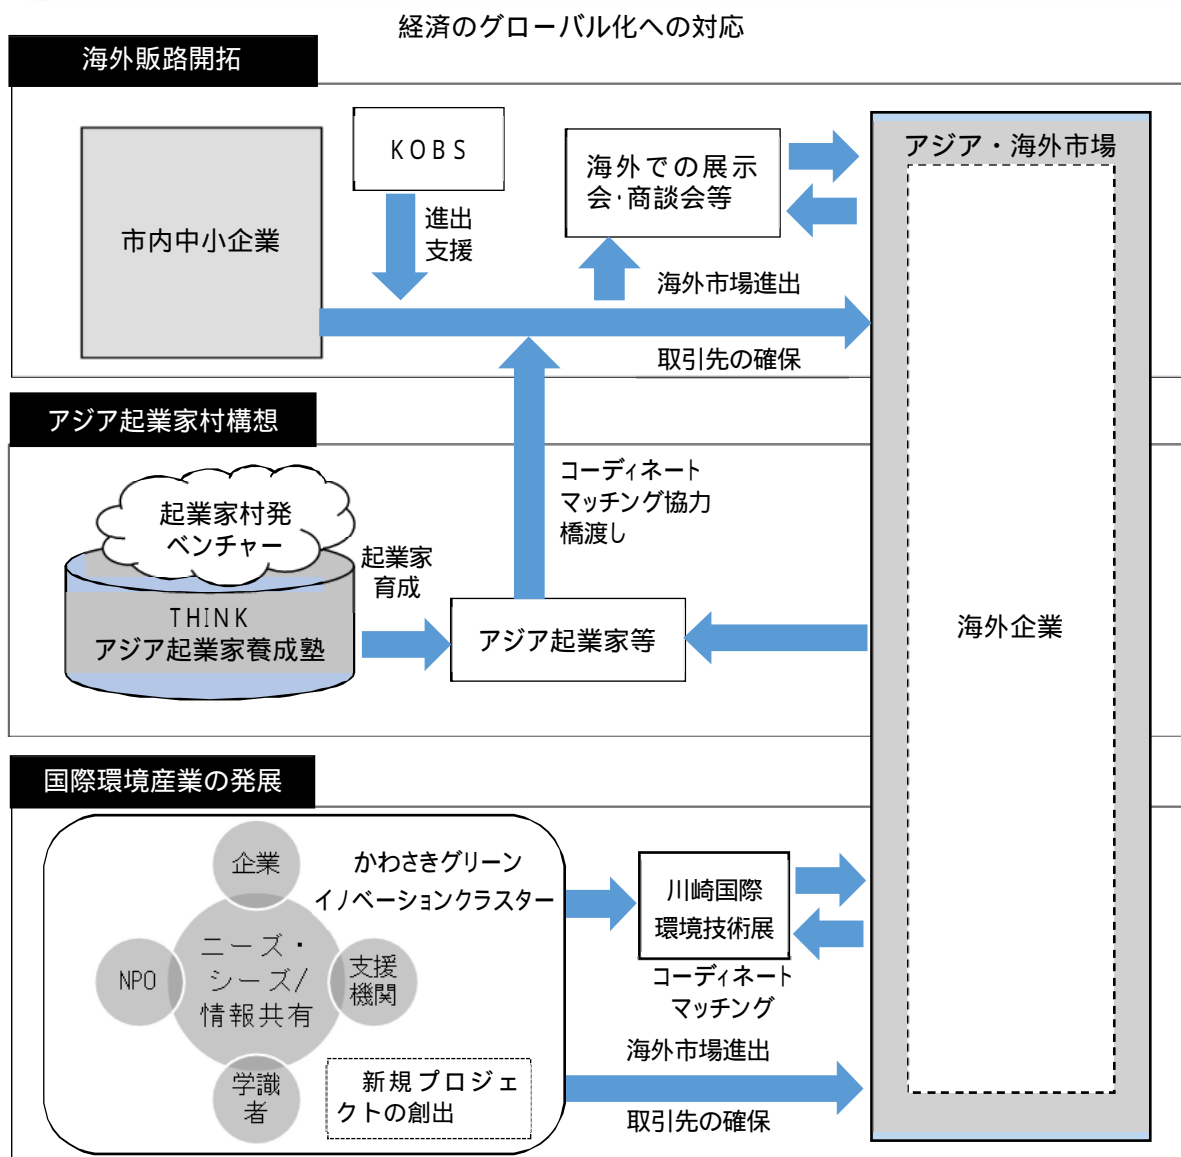 経済のグローバル化への対応
海外販路開拓
KOBS
アジア・海外市場
海外での展示
会・商談会等
市内中小企業
進出
支援
海外市場進出
取引先の確保
アジア起業家村構想
コーディネート
マッチング協力
橋渡し
起業家村発
ベンチャー
起業家
育成
THINK
アジア起業家養成塾
アジア起業家等
海外企業
国際環境産業の発展
企業
かわさきグリーン
イノベーションクラスター
川崎国際
環境技術展
ニーズ・
シーズ/
情報共有
NPO
支援
機関
コーディネート
マッチング
海外市場進出
学識
者
新規プロジェ
クトの創出
取引先の確保